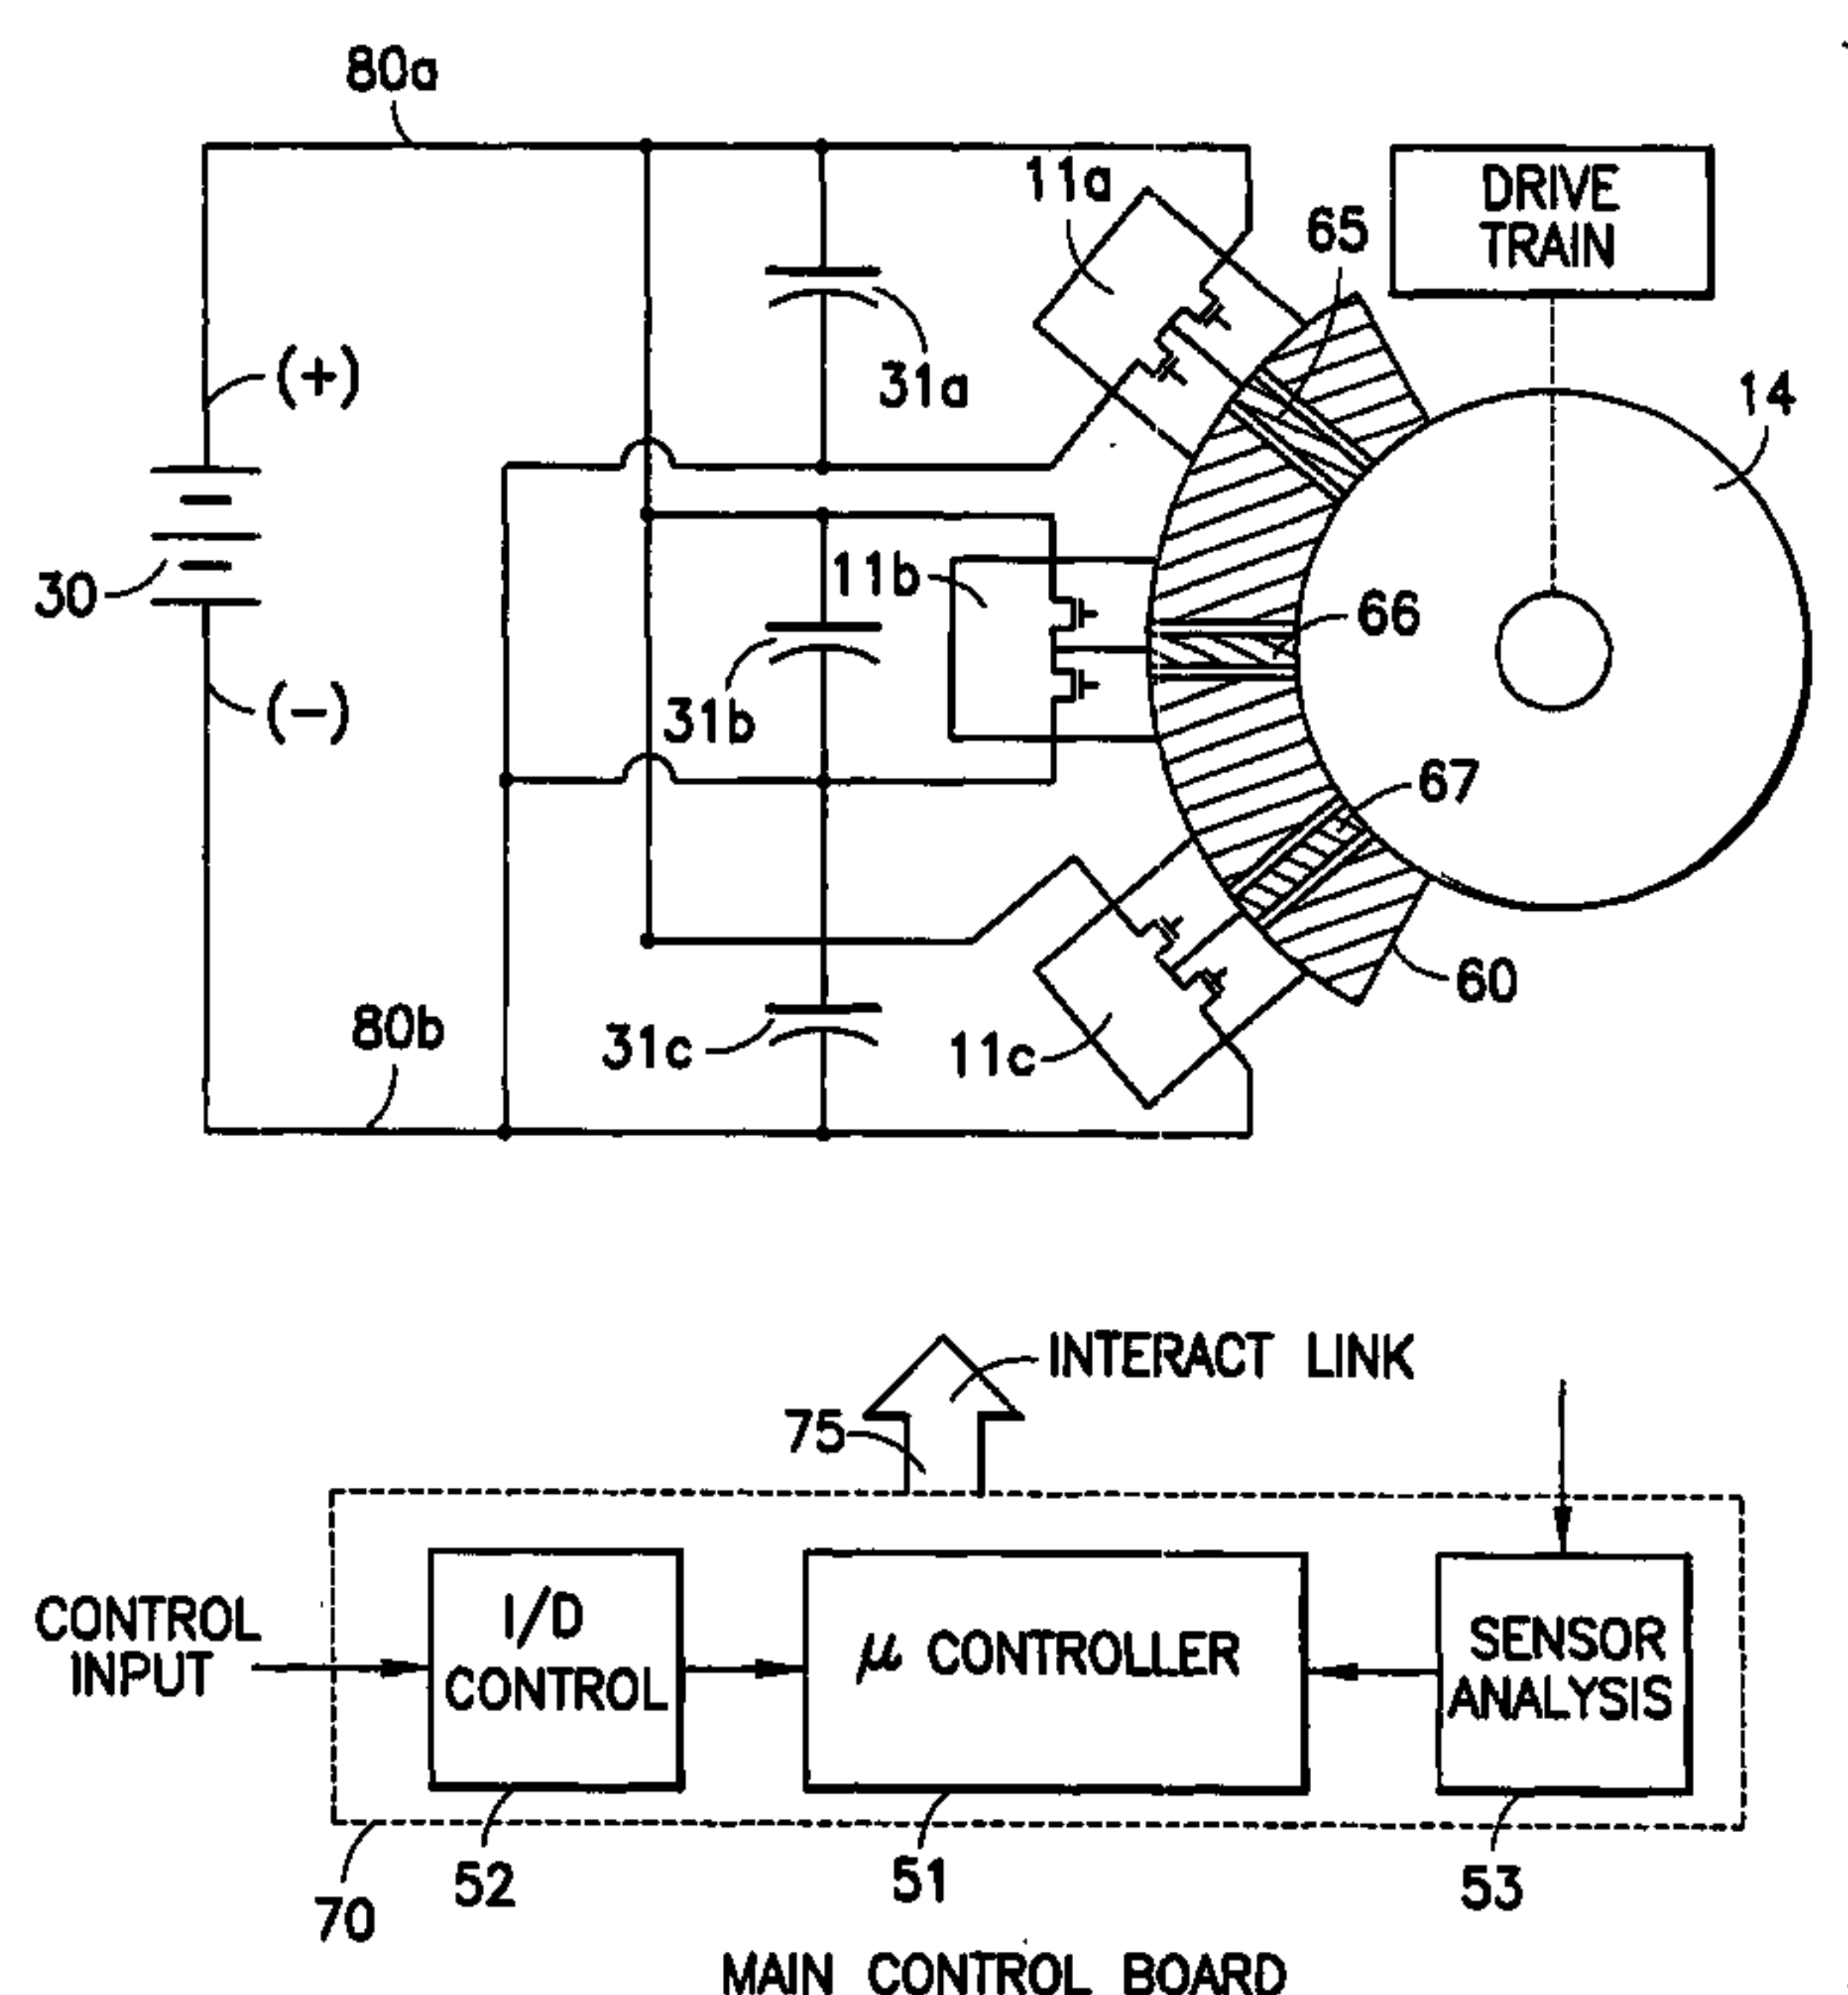 80a
11a
DRIVE
TRAIN
65
(+)
31a
14
30
11b
66
(-)
31b
67
60
80b
31c
11c
INTERACT LINK
75
CONTROL
INPUT
I/D
CONTROL
μ CONTROLLER
SENSOR
ANALYSIS
52
51
53
70
MAIN CONTROL BOARD